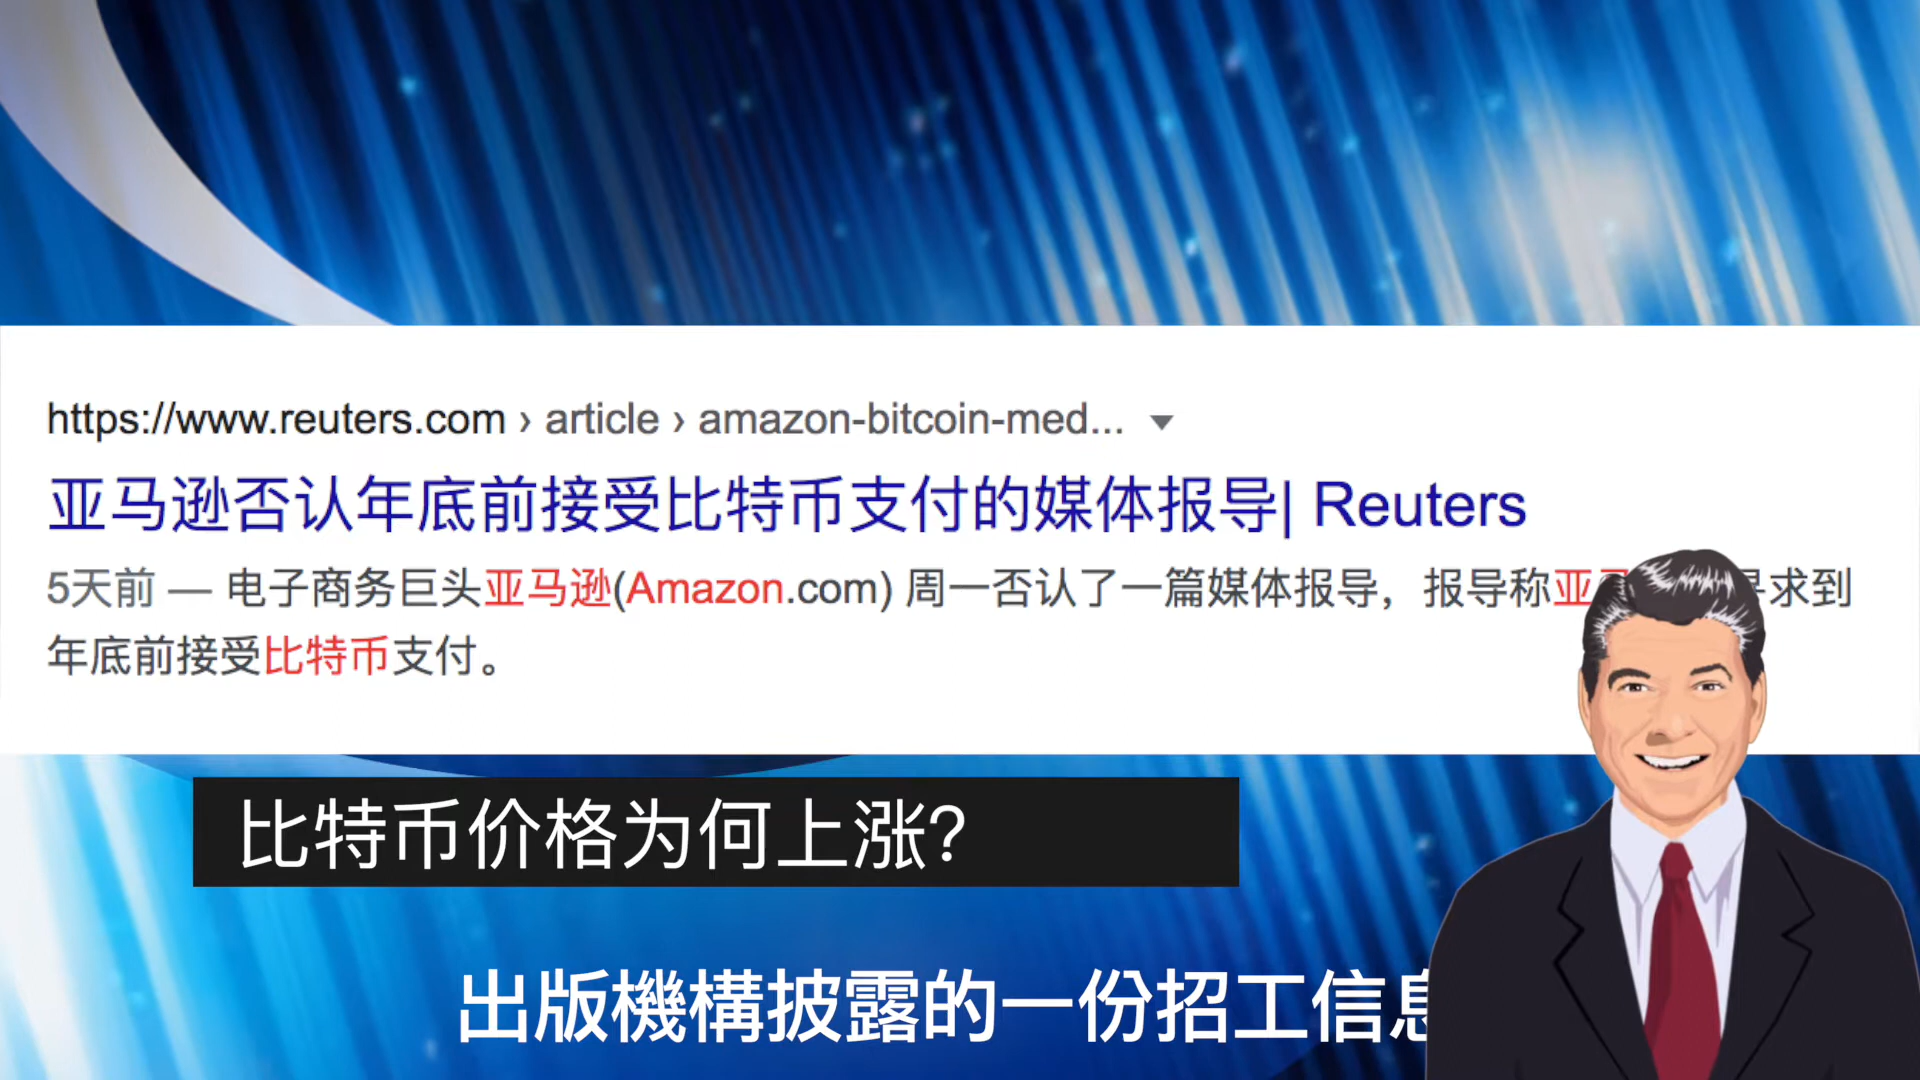 https://www.reuters.com › article › amazon-bitcoin-med...
亚马逊否认年底前接受比特币支付的媒体报导| Reuters
5天前 — 电子商务巨头亚马逊(Amazon.com) 周一否认了一篇媒体报导，报导称亚 寻求到
年底前接受比特币支付。
比特币价格为何上涨?
出版機構披露的一份招工信息